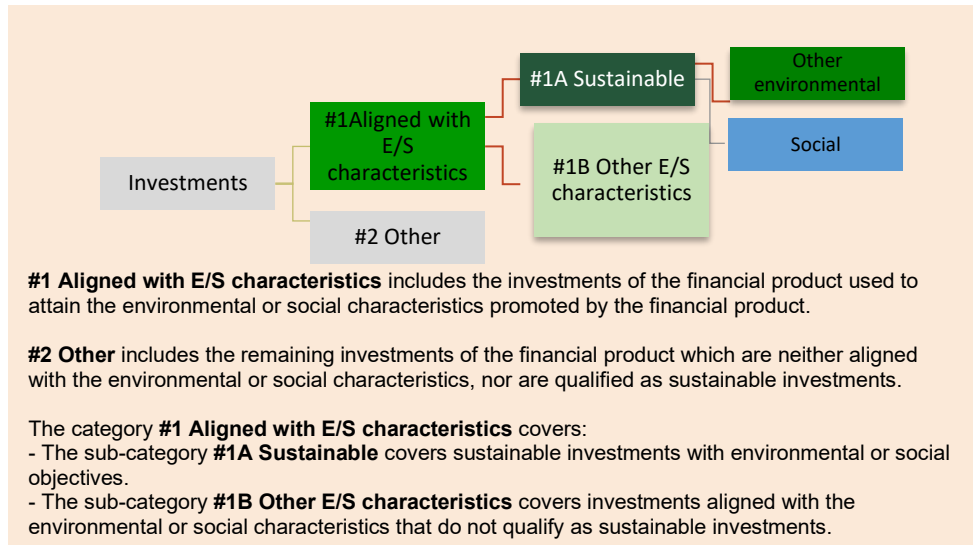 Other
environmental
#1A Sustainable
#1Aligned with
E/S
characteristics
Social
#1B Other E/S
characteristics
Investments
#2 Other
#1 Aligned with E/S characteristics includes the investments of the financial product used to
attain the environmental or social characteristics promoted by the financial product.
#2 Other includes the remaining investments of the financial product which are neither aligned
with the environmental or social characteristics, nor are qualified as sustainable investments.
The category #1 Aligned with E/S characteristics covers:
- The sub-category #1A Sustainable covers sustainable investments with environmental or social
objectives.
- The sub-category #1B Other E/S characteristics covers investments aligned with the
environmental or social characteristics that do not qualify as sustainable investments.